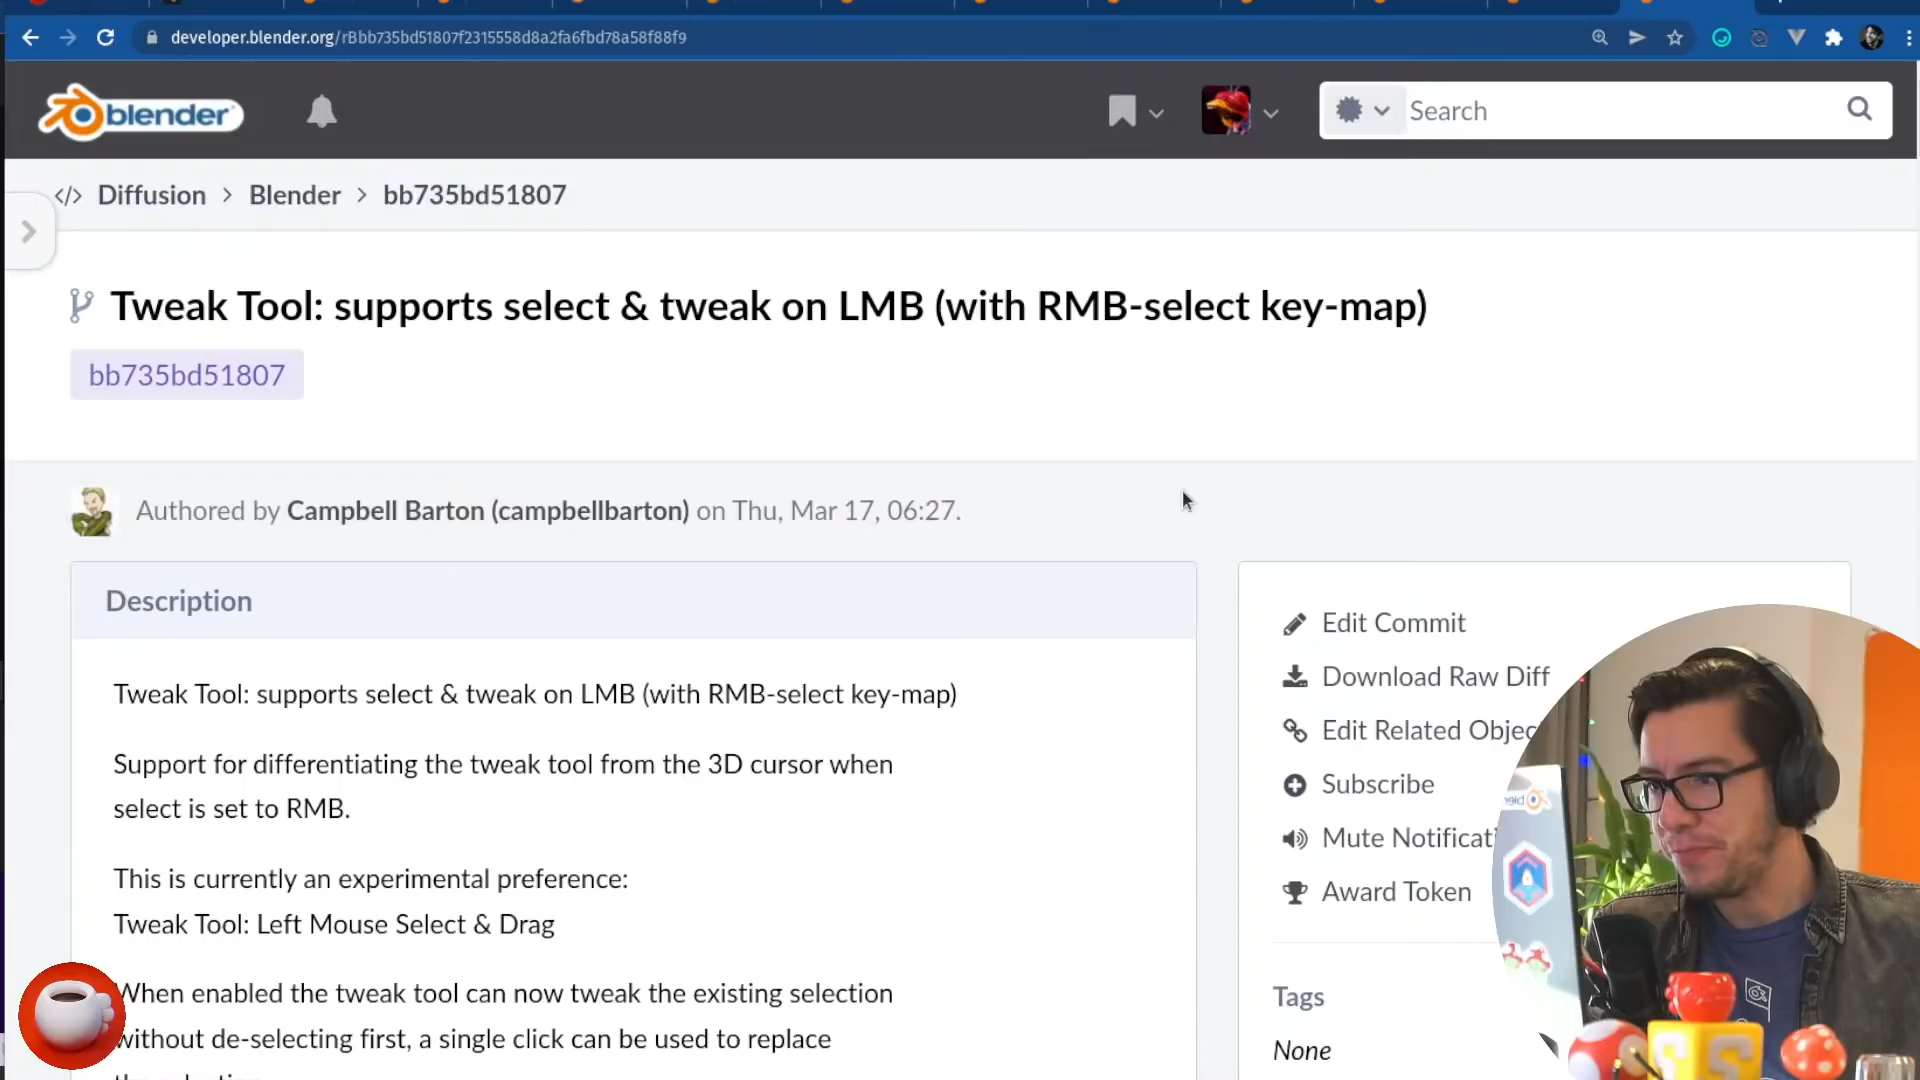 developer.blender.org/rBbb735bd51807f2315558d8a2fa6fbd78a58f88f9
blender
Search
</> Diffusion > Blender > bb735bd51807
Tweak Tool: supports select & tweak on LMB (with RMB-select key-map)
bb735bd51807
Authored by Campbell Barton (campbellbarton) on Thu, Mar 17, 06:27.
Description
Tweak Tool: supports select & tweak on LMB (with RMB-select key-map)
Support for differentiating the tweak tool from the 3D cursor when
select is set to RMB.
This is currently an experimental preference:
Tweak Tool: Left Mouse Select & Drag
When enabled the tweak tool can now tweak the existing selection
without de-selecting first, a single click can be used to replace
Edit Commit
Download Raw Diff
Edit Related Objec
Subscribe
Mute Notificati
Award Token
Tags
None